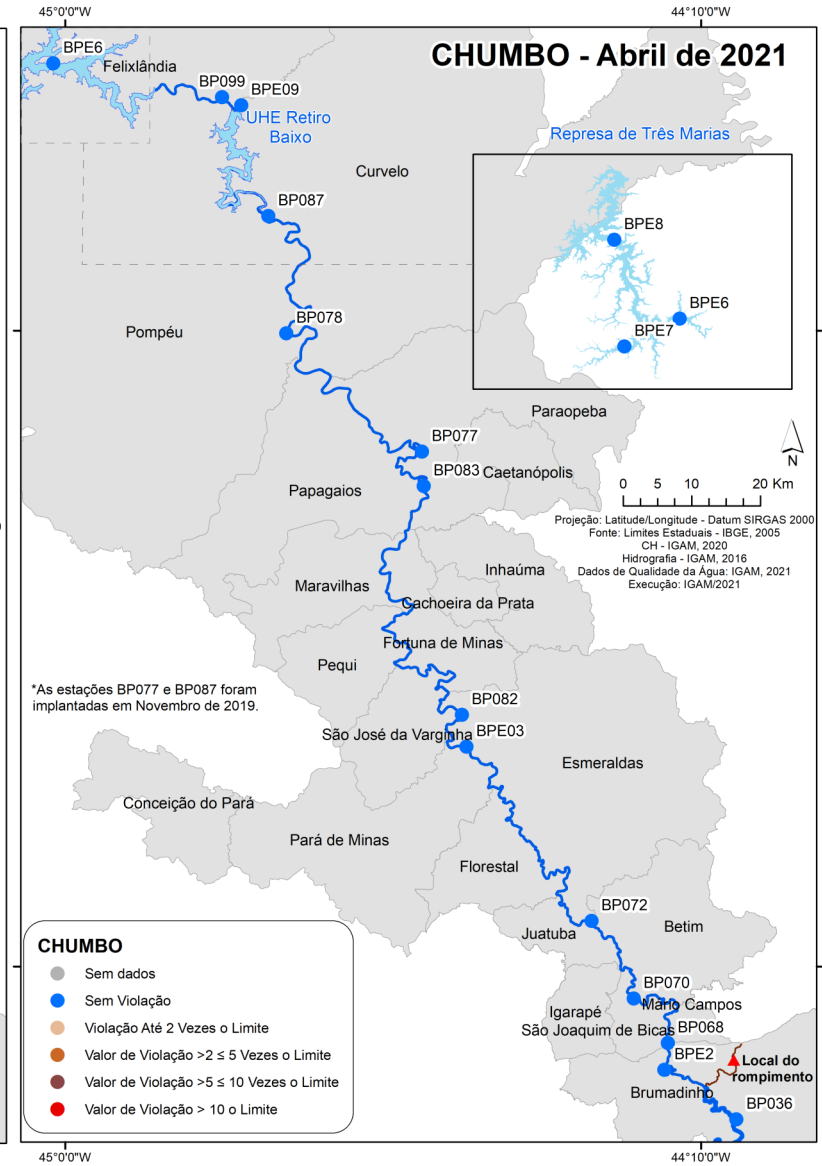 45°0'0"W
44°10'0"W
CHUMBO - Abril de 2021
BPE6
Felixlândia
BP099
BPE09
UHE Retiro
Baixo
Represa de Três Marias
Curvelo
BP087
BPE8
BPE6
BPE7
BP078
Pompéu
Paraopeba
BP077
BP083
Caetanópolis
Papagaios
N
0 5 10 20 Km
Projeção: Latitude/Longitude - Datum SIRGAS 2000
Fonte: Limites Estaduais - IBGE, 2005
CH - IGAM, 2020
Hidrografia - IGAM, 2016
Dados de Qualidade da Água: IGAM, 2021
Execução: IGAM/2021
Inhaúma
Maravilhas
Cachoeira da Prata
Fortuna de Minas
Pequi
*As estações BP077 e BP087 foram
implantadas em Novembro de 2019.
BP082
São José da Varginha
BPE03
Esmeraldas
Conceição do Pará
Pará de Minas
Florestal
BP072
Juatuba
Betim
BP070
Mário Campos
Igarapé
São Joaquim de Bicas
BP068
BPE2
Local do
rompimento
Brumadinho
BP036
CHUMBO
Sem dados
Sem Violação
Violação Até 2 Vezes o Limite
Valor de Violação >2 ≤ 5 Vezes o Limite
Valor de Violação >5 ≤ 10 Vezes o Limite
Valor de Violação > 10 o Limite
45°0'0"W
44°10'0"W